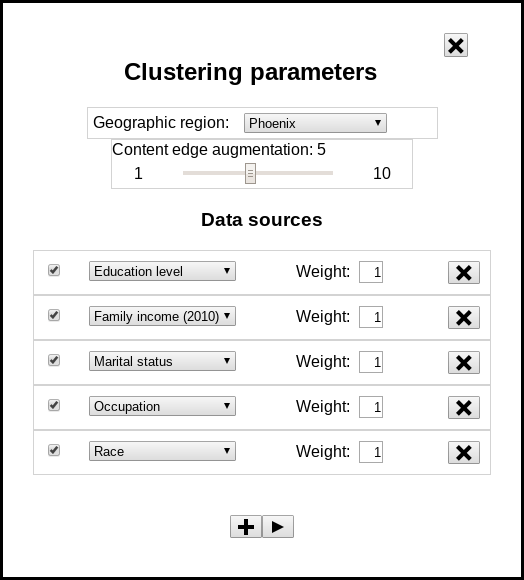 Clustering parameters
Geographic region: Phoenix
Content edge augmentation: 5
1 10
Data sources
Education level Weight: 1
Family income (2010) Weight: 1
Marital status Weight: 1
Occupation Weight: 1
Race Weight: 1